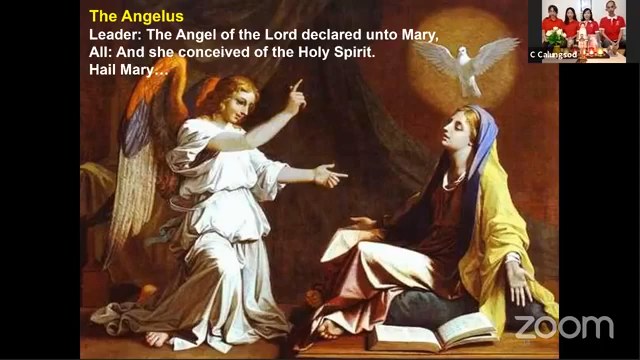 The Angelus
Leader: The Angel of the Lord declared unto Mary,
All: And she conceived of the Holy Spirit.
Hail Mary…
C Calungsod
zoom